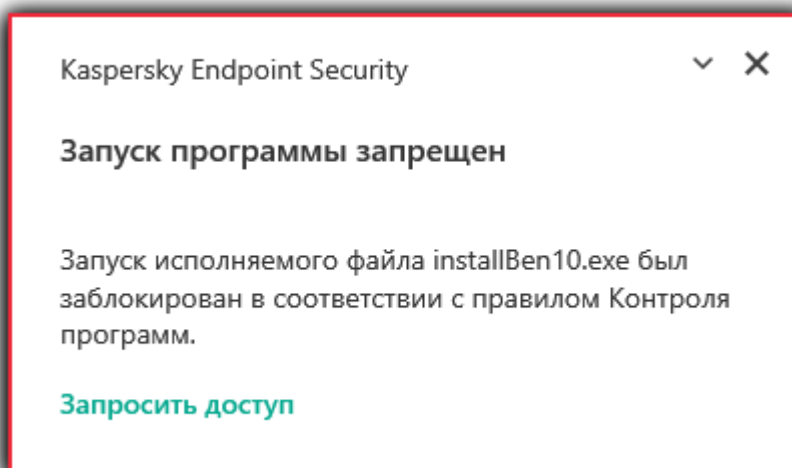 Kaspersky Endpoint Security
Запуск программы запрещен
Запуск исполняемого файла installBen10.exe был
заблокирован в соответствии с правилом Контроля
программ.
Запросить доступ